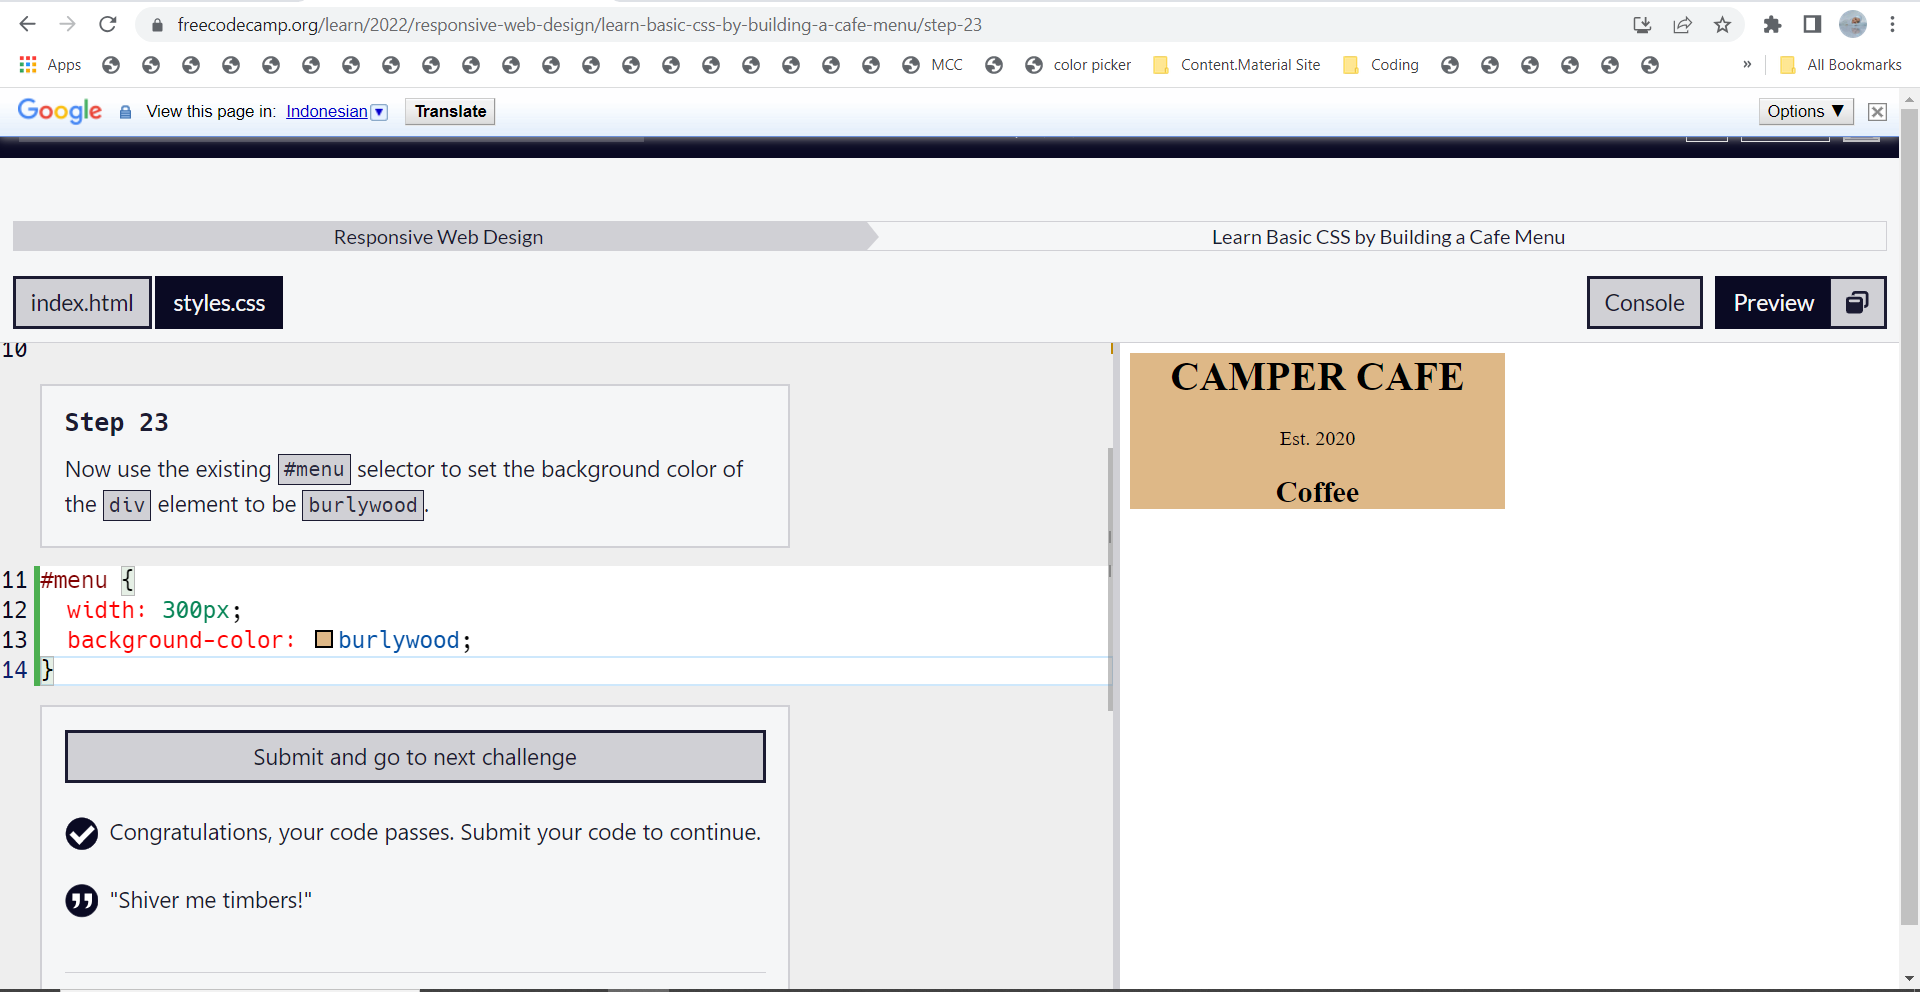 freecodecamp.org/learn/2022/responsive-web-design/learn-basic-css-by-building-a-cafe-menu/step-23
Apps MCC color picker Content.Material Site Coding » All Bookmarks
Google View this page in: Indonesian Translate Options ▼
Responsive Web Design Learn Basic CSS by Building a Cafe Menu
index.html styles.css Console Preview
10
Step 23
Now use the existing #menu selector to set the background color of
the div element to be burlywood.
11 #menu {
12 width: 300px;
13 background-color: burlywood;
14 }
Submit and go to next challenge
Congratulations, your code passes. Submit your code to continue.
"Shiver me timbers!"
CAMPER CAFE
Est. 2020
Coffee